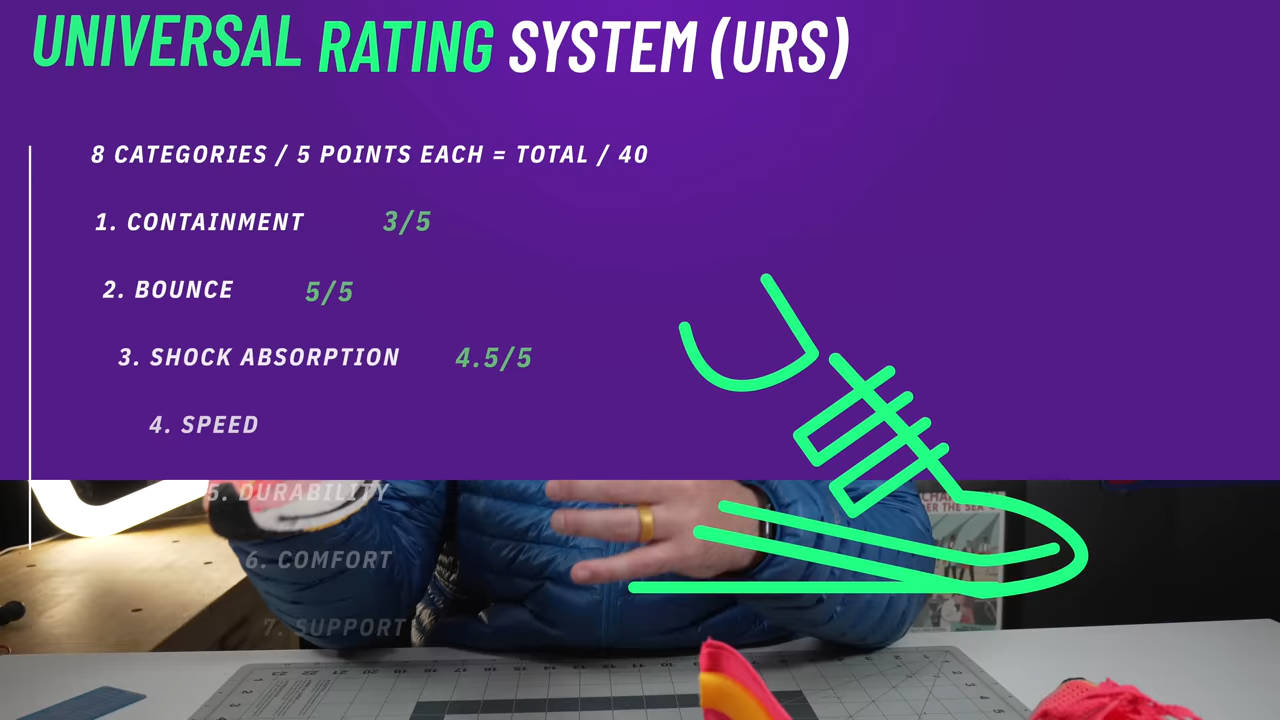 UNIVERSAL RATING SYSTEM (URS)
8 CATEGORIES / 5 POINTS EACH = TOTAL / 40
1. CONTAINMENT 3/5
2. BOUNCE 5/5
3. SHOCK ABSORPTION 4.5/5
4. SPEED
5. DURABILITY
6. COMFORT
7. SUPPORT